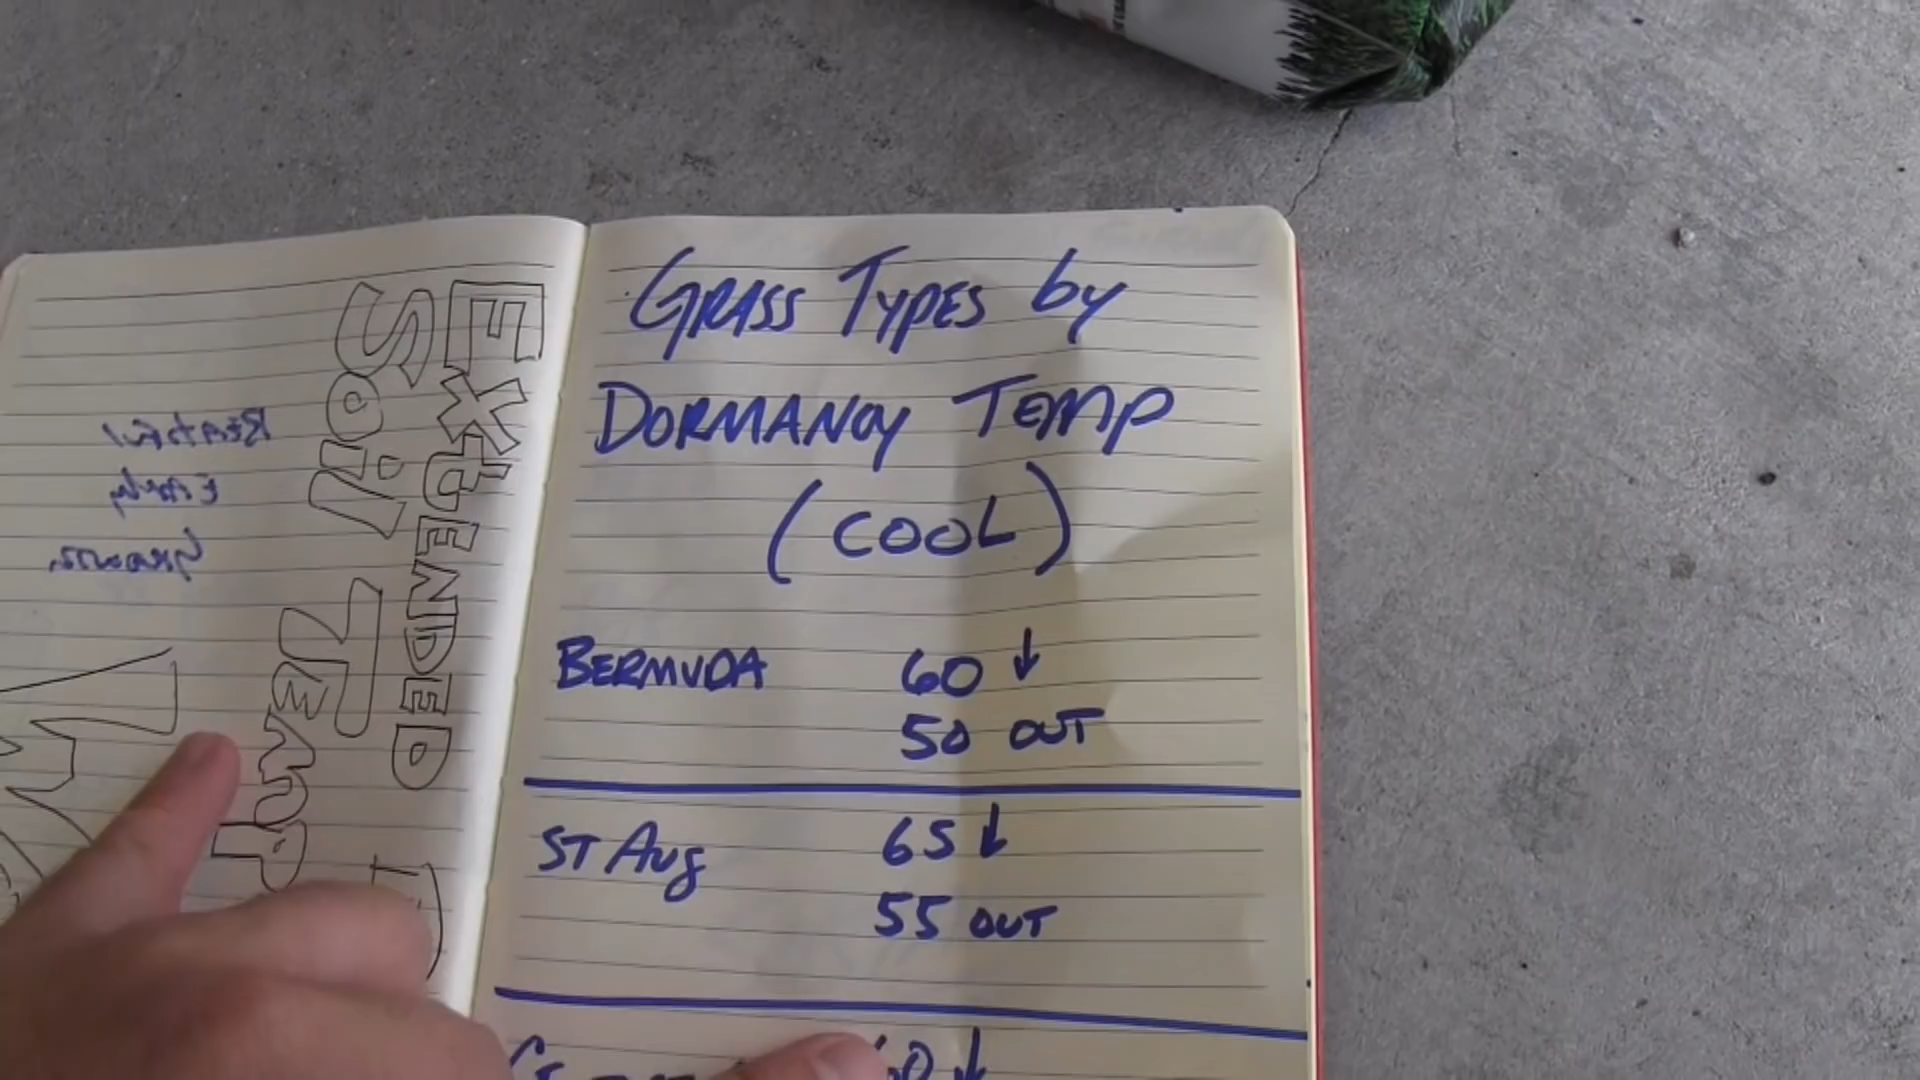 EXTENDED
SOIL
TEMP
GRASS TYPES by
DORMANCY TEMP
(COOL)
BERMUDA 60 ↓
50 OUT
ST AUG 65 ↓
55 OUT